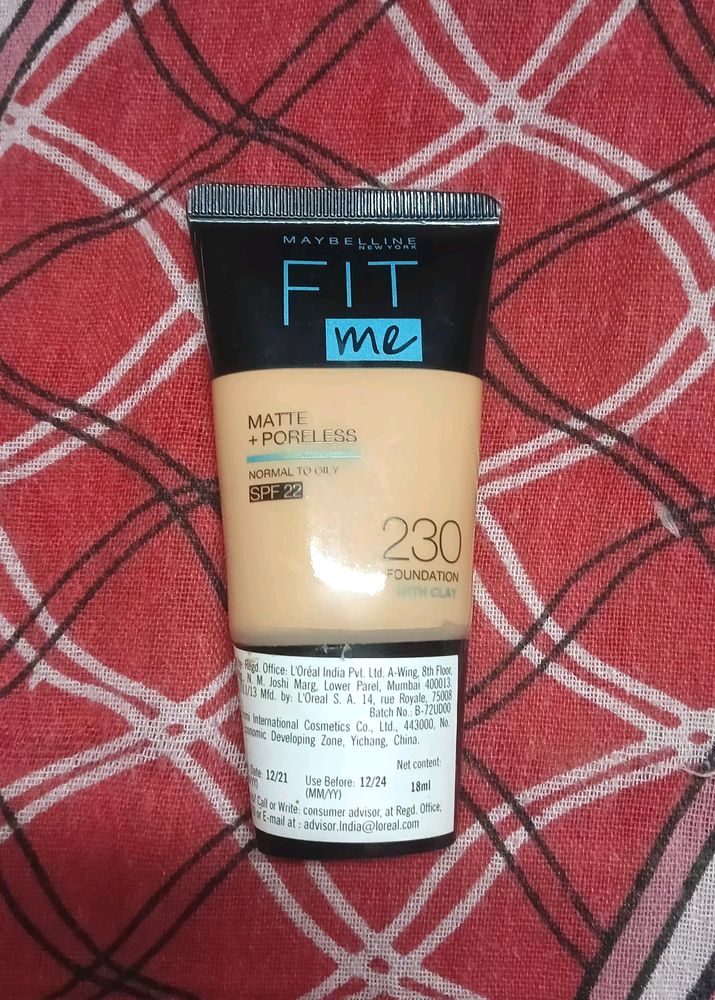 MAYBELLINE
NEW YORK
FIT
me
MATTE
+ PORELESS
NORMAL TO OILY
SPF 22
230
FOUNDATION
WITH CLAY
Regd. Office: L'Oréal India Pvt. Ltd. A-Wing, 8th Floor,
N. M. Joshi Marg, Lower Parel, Mumbai 400013.
11/13 Mfd. by: L'Oreal S. A. 14, rue Royale, 75008
Batch No.: B-72UD00
International Cosmetics Co., Ltd., 443000, No.
Developing Zone, Yichang, China.
Net content:
Date: 12/21 Use Before: 12/24 18ml
(MM/YY)
Call or Write: consumer advisor, at Regd. Office;
or E-mail at : advisor.India@loreal.com